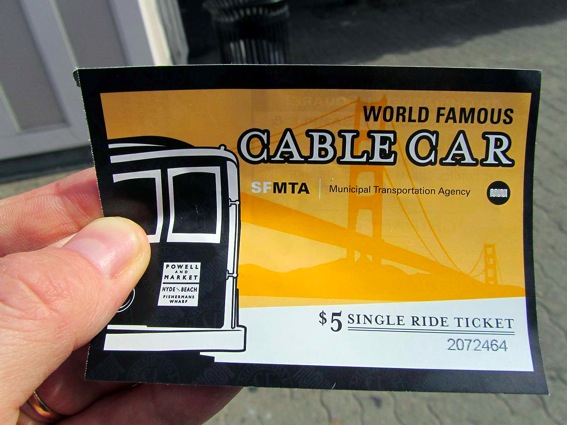 WORLD FAMOUS
CABLE CAR
SFMTA Municipal Transportation Agency
POWELL
AND
MARKET
HYDE AND BEACH
FISHERMANS
WHARF
$5 SINGLE RIDE TICKET
2072464